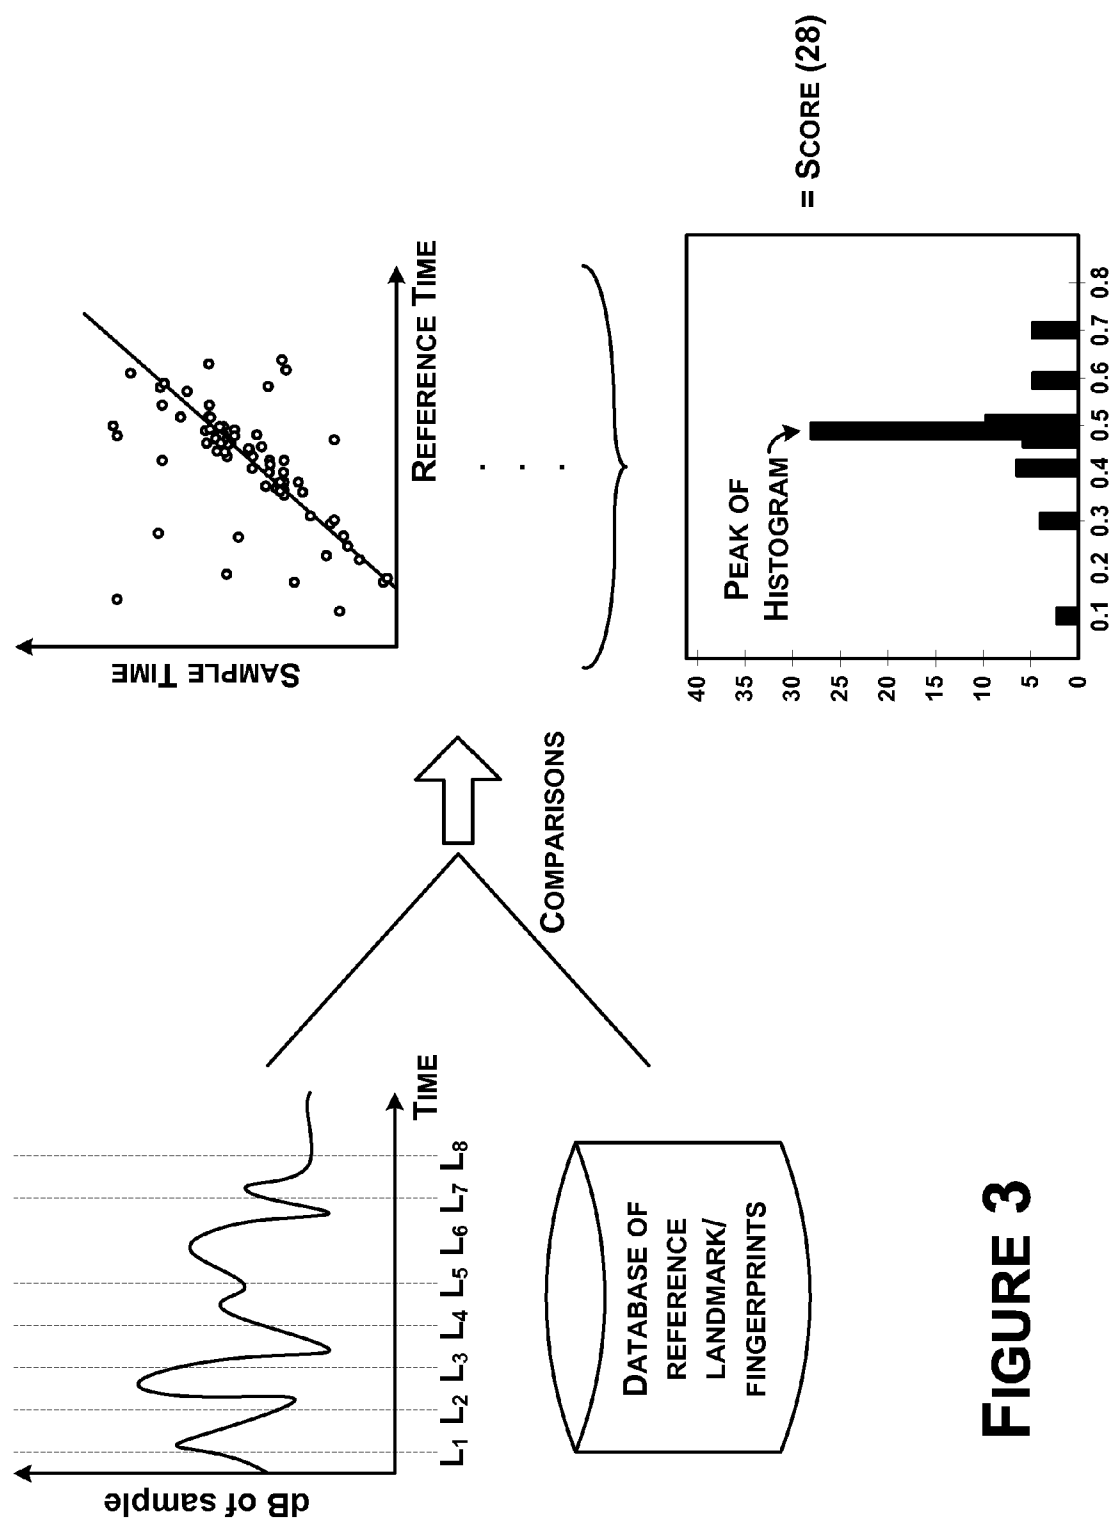 dB of sample
L1 L2 L3 L4 L5 L6 L7 L8
TIME
DATABASE OF
REFERENCE
LANDMARK/
FINGERPRINTS
COMPARISONS
SAMPLE TIME
REFERENCE TIME
. . .
40
35
30
25
20
15
10
5
0
PEAK OF
HISTOGRAM
0.1 0.2 0.3 0.4 0.5 0.6 0.7 0.8
= SCORE (28)
FIGURE 3